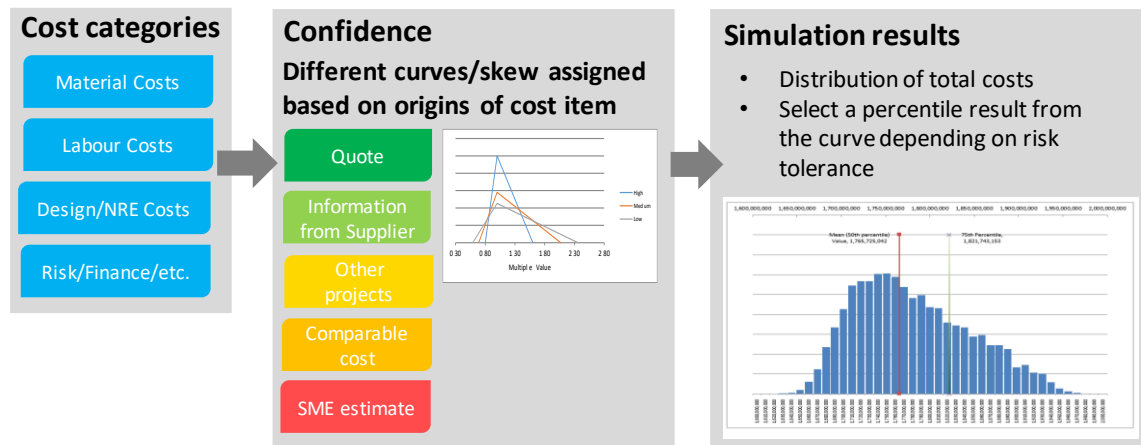 Cost categories
Material Costs
Labour Costs
Design/NRE Costs
Risk/Finance/etc.
Confidence
Different curves/skew assigned
based on origins of cost item
Quote
Information
from Supplier
Other
projects
Comparable
cost
SME estimate
High
Medium
Low
0.30 0.80 1.30 1.80 2.30 2.80
Multiple Value
Simulation results
• Distribution of total costs
• Select a percentile result from
the curve depending on risk
tolerance
1,600,000,000 1,650,000,000 1,700,000,000 1,750,000,000 1,800,000,000 1,850,000,000 1,900,000,000 1,950,000,000 2,000,000,000
Mean (50th percentile)
Value, 1,765,725,042
75th Percentile,
1,821,743,153